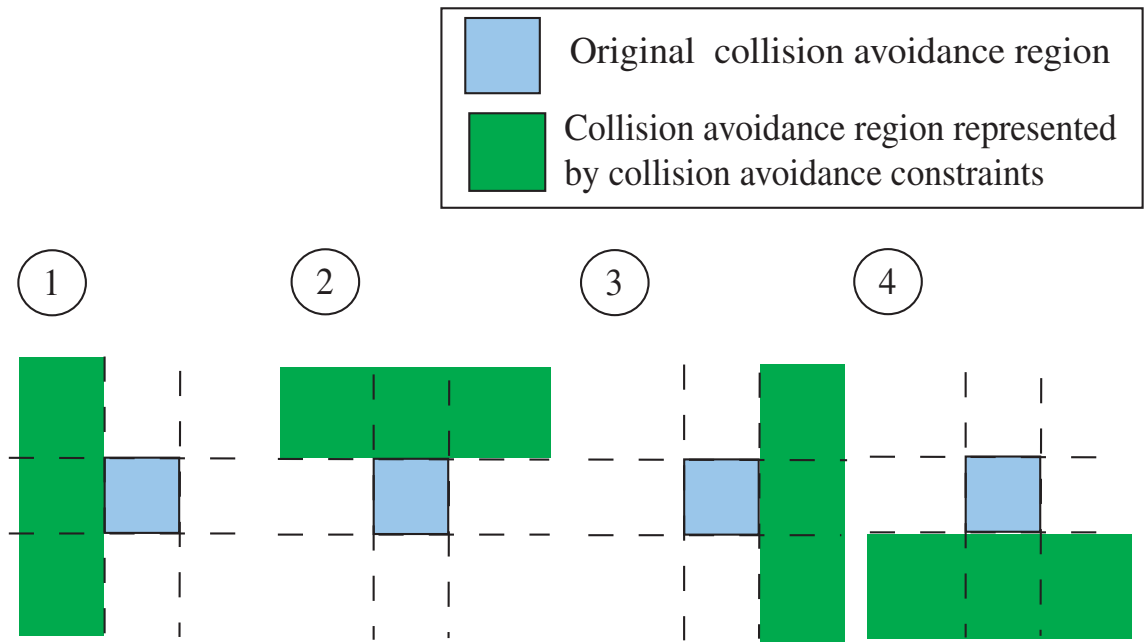 Original collision avoidance region
Collision avoidance region represented
by collision avoidance constraints
1
2
3
4